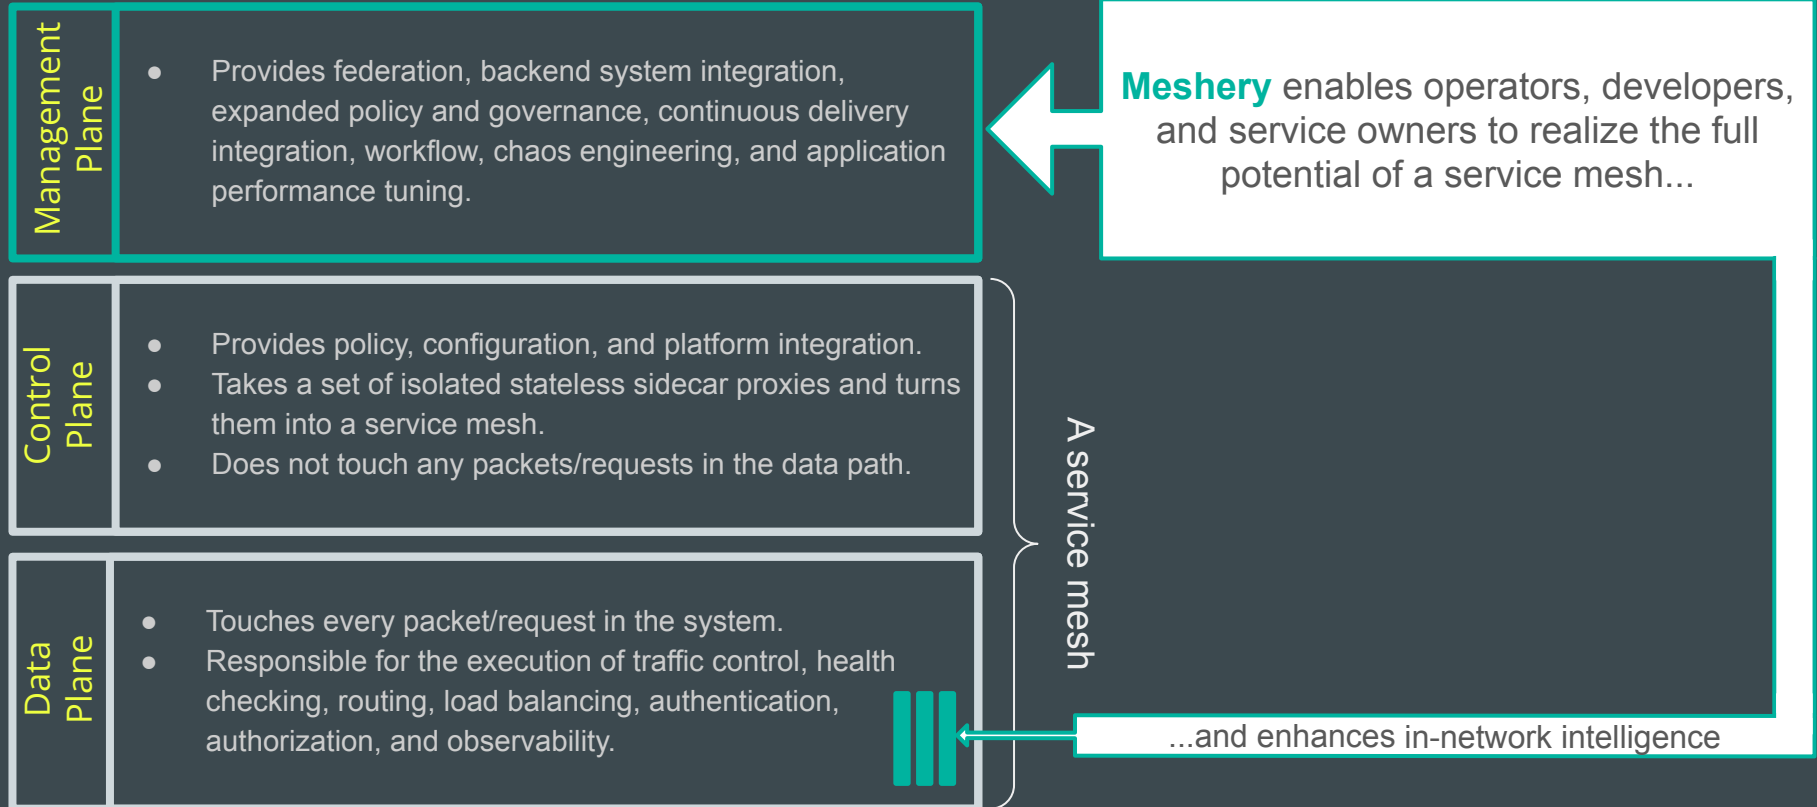 Management
Plane
● Provides federation, backend system integration,
expanded policy and governance, continuous delivery
integration, workflow, chaos engineering, and application
performance tuning.
Meshery enables operators, developers,
and service owners to realize the full
potential of a service mesh...
Control
Plane
● Provides policy, configuration, and platform integration.
● Takes a set of isolated stateless sidecar proxies and turns
them into a service mesh.
● Does not touch any packets/requests in the data path.
A service mesh
Data
Plane
● Touches every packet/request in the system.
● Responsible for the execution of traffic control, health
checking, routing, load balancing, authentication,
authorization, and observability.
...and enhances in-network intelligence